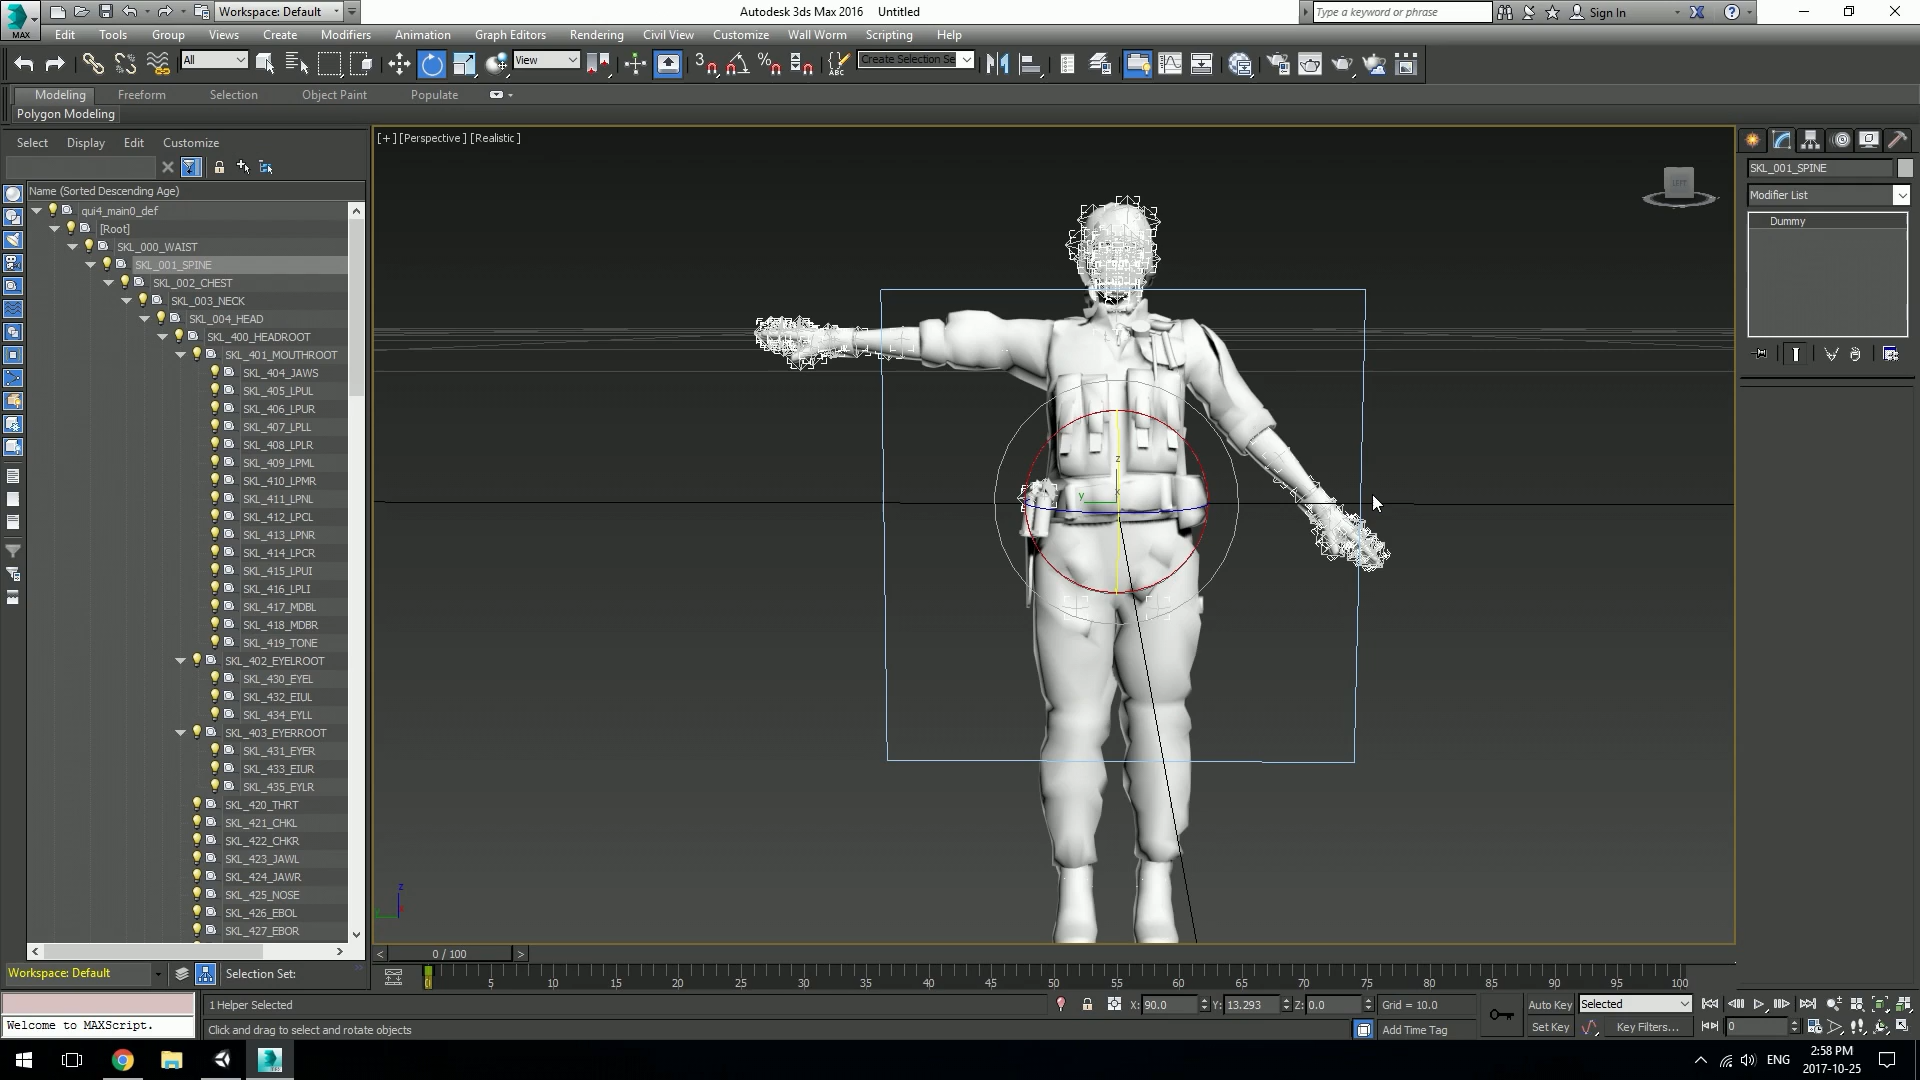 MAX
Workspace: Default
Autodesk 3ds Max 2016 Untitled
Type a keyword or phrase
Sign In
Edit Tools Group Views Create Modifiers Animation Graph Editors Rendering Civil View Customize Wall Worm Scripting Help
All
View
3
ABC
Create Selection Se
Modeling Freeform Selection Object Paint Populate
Polygon Modeling
Select Display Edit Customize
Name (Sorted Descending Age)
qui4_main0_def
[Root]
SKL_000_WAIST
SKL_001_SPINE
SKL_002_CHEST
SKL_003_NECK
SKL_004_HEAD
SKL_400_HEADROOT
SKL_401_MOUTHROOT
SKL_404_JAWS
SKL_405_LPUL
SKL_406_LPUR
SKL_407_LPLL
SKL_408_LPLR
SKL_409_LPML
SKL_410_LPMR
SKL_411_LPNL
SKL_412_LPCL
SKL_413_LPNR
SKL_414_LPCR
SKL_415_LPUI
SKL_416_LPLI
SKL_417_MDBL
SKL_418_MDBR
SKL_419_TONE
SKL_402_EYELROOT
SKL_430_EYEL
SKL_432_EIUL
SKL_434_EYLL
SKL_403_EYERROOT
SKL_431_EYER
SKL_433_EIUR
SKL_435_EYLR
SKL_420_THRT
SKL_421_CHKL
SKL_422_CHKR
SKL_423_JAWL
SKL_424_JAWR
SKL_425_NOSE
SKL_426_EBOL
SKL_427_EBOR
[+] [Perspective] [Realistic]
LEFT
z
y
x
z
SKL_001_SPINE
Modifier List
Dummy
< 0 / 100 >
Workspace: Default
Selection Set:
0 5 10 15 20 25 30 35 40 45 50 55 60 65 70 75 80 85 90 95 100
1 Helper Selected
X: 90.0 Y: 13.293 Z: 0.0 Grid = 10.0
Auto Key Selected
Welcome to MAXScript.
Click and drag to select and rotate objects
Add Time Tag
Set Key Key Filters... 0
ENG
2:58 PM
2017-10-25